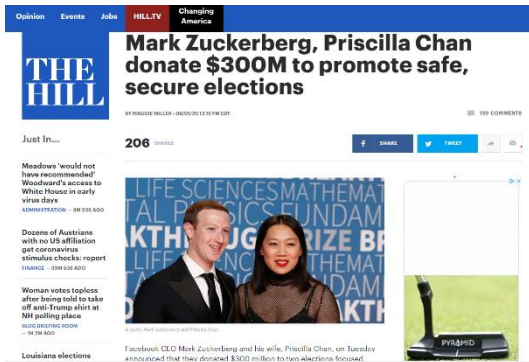 Opinion Events Jobs HILL.TV Changing
America
THE
HILL
Mark Zuckerberg, Priscilla Chan
donate $300M to promote safe,
secure elections
BY MAGGIE MILLER - 09/01/20 12:15 PM EDT
109 COMMENTS
206 SHARES
SHARE
TWEET
Just In...
Meadows 'would not
have recommended'
Woodward's access to
White House in early
virus days
ADMINISTRATION
Dozens of Austrians
with no US affiliation
get coronavirus
stimulus checks: report
FINANCE
Woman votes topless
after being told to take
off anti-Trump shirt at
NH polling place
BLOG BRIEFING ROOM
Louisiana elections
LIFE SCIENCES MATHEMAT
FUNDAM
LIFE
PYRAMID
Facebook CEO Mark Zuckerberg and his wife, Priscilla Chan, on Tuesday
announced that they donated $300 million to two elections focused